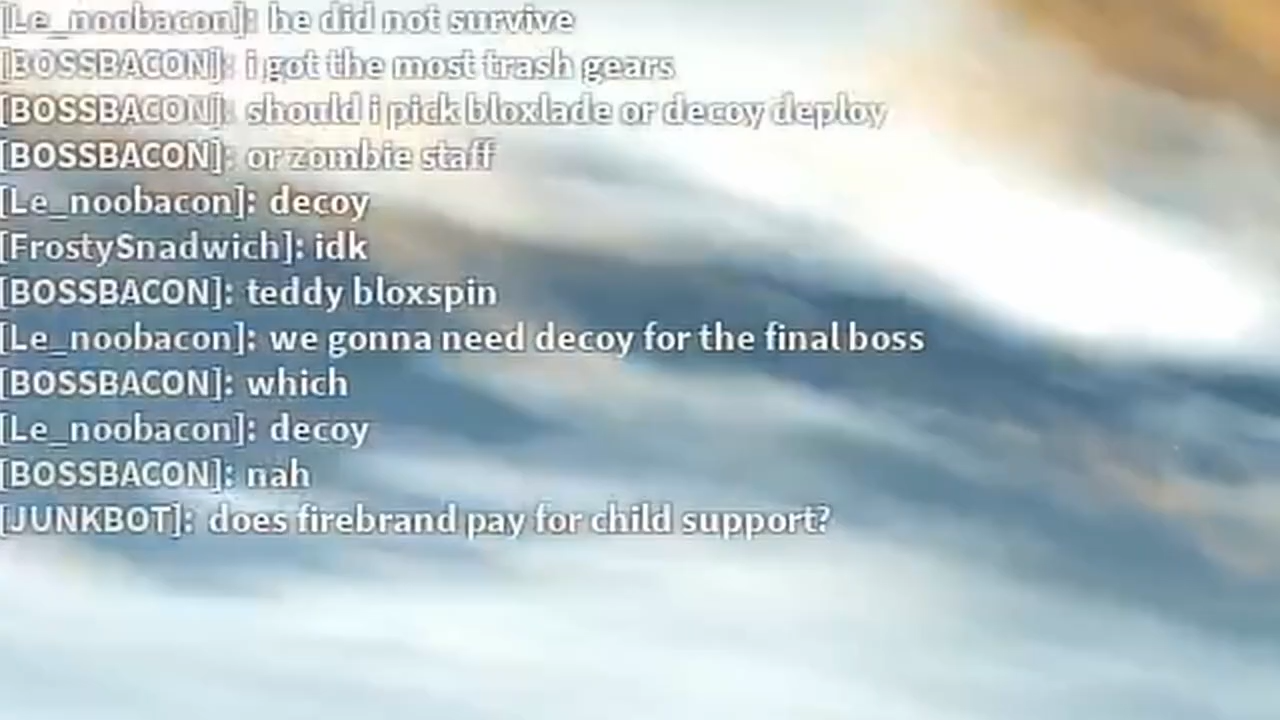 [Le_noobacon]: he did not survive
[BOSSBACON]: i got the most trash gears
[BOSSBACON]: should i pick bloxlade or decoy deploy
[BOSSBACON]: or zombie staff
[Le_noobacon]: decoy
[FrostySnadwich]: idk
[BOSSBACON]: teddy bloxspin
[Le_noobacon]: we gonna need decoy for the final boss
[BOSSBACON]: which
[Le_noobacon]: decoy
[BOSSBACON]: nah
[JUNKBOT]: does firebrand pay for child support?